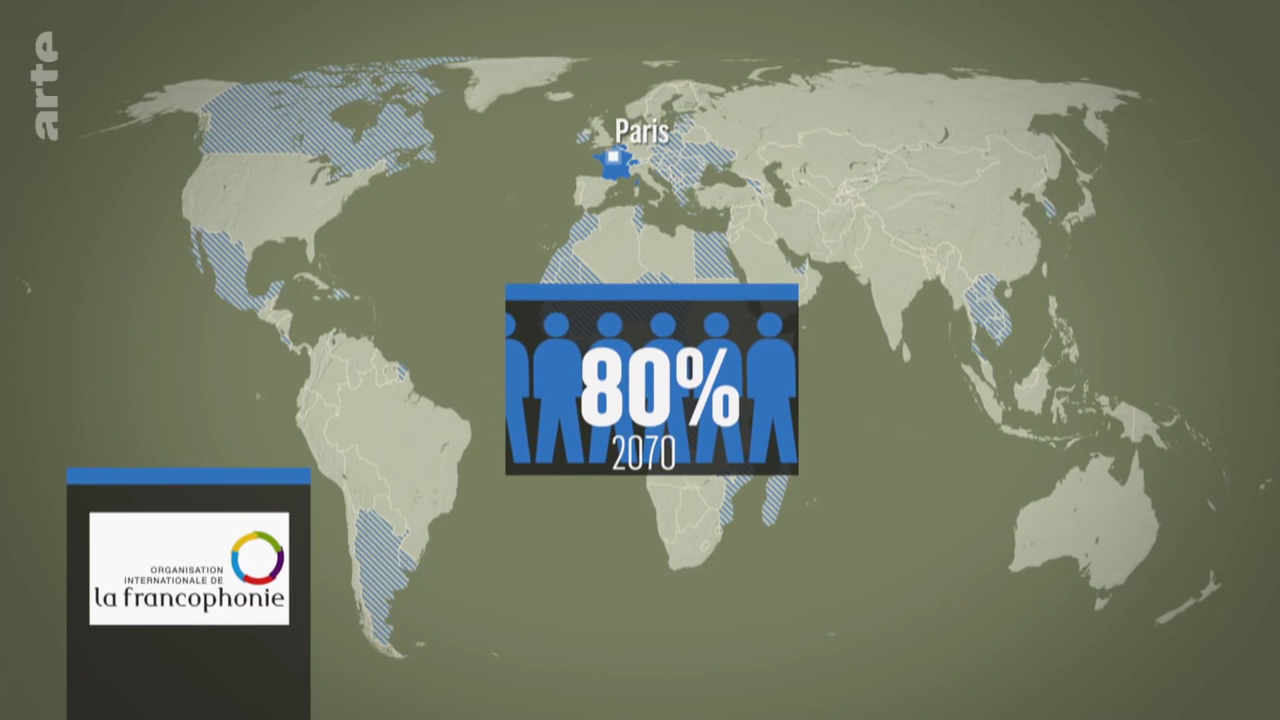 arte
Paris
80%
2070
ORGANISATION
INTERNATIONALE DE
la francophonie